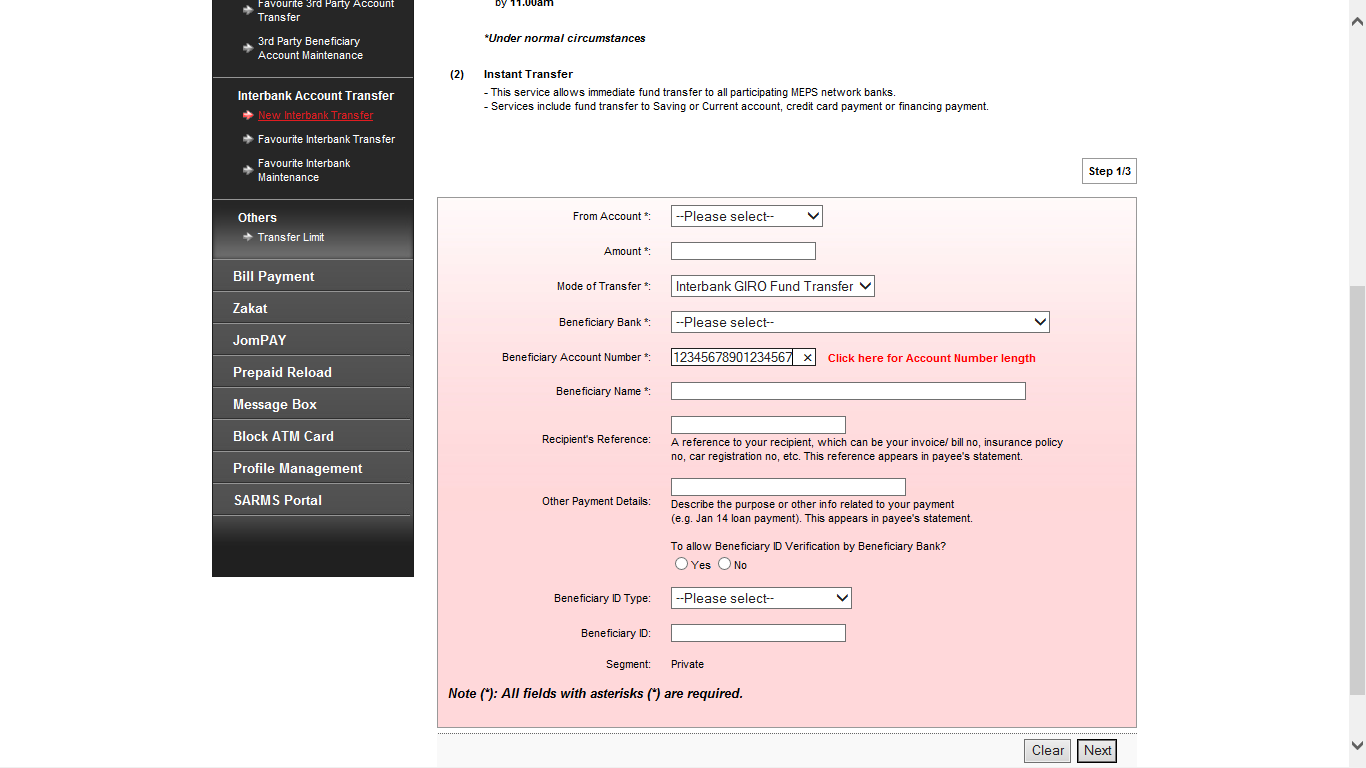 Favourite 3rd Party Account
Transfer
3rd Party Beneficiary
Account Maintenance
Interbank Account Transfer
New Interbank Transfer
Favourite Interbank Transfer
Favourite Interbank
Maintenance
Others
Transfer Limit
Bill Payment
Zakat
JomPAY
Prepaid Reload
Message Box
Block ATM Card
Profile Management
SARMS Portal
by 11.00am
*Under normal circumstances
(2) Instant Transfer
- This service allows immediate fund transfer to all participating MEPS network banks.
- Services include fund transfer to Saving or Current account, credit card payment or financing payment.
Step 1/3
From Account *: --Please select--
Amount *:
Mode of Transfer *: Interbank GIRO Fund Transfer
Beneficiary Bank *: --Please select--
Beneficiary Account Number *: 12345678901234567 × Click here for Account Number length
Beneficiary Name *:
Recipient's Reference:
A reference to your recipient, which can be your invoice/ bill no, insurance policy
no, car registration no, etc. This reference appears in payee's statement.
Other Payment Details:
Describe the purpose or other info related to your payment
(e.g. Jan 14 loan payment). This appears in payee's statement.
To allow Beneficiary ID Verification by Beneficiary Bank?
Yes No
Beneficiary ID Type: --Please select--
Beneficiary ID:
Segment: Private
Note (*): All fields with asterisks (*) are required.
Clear Next